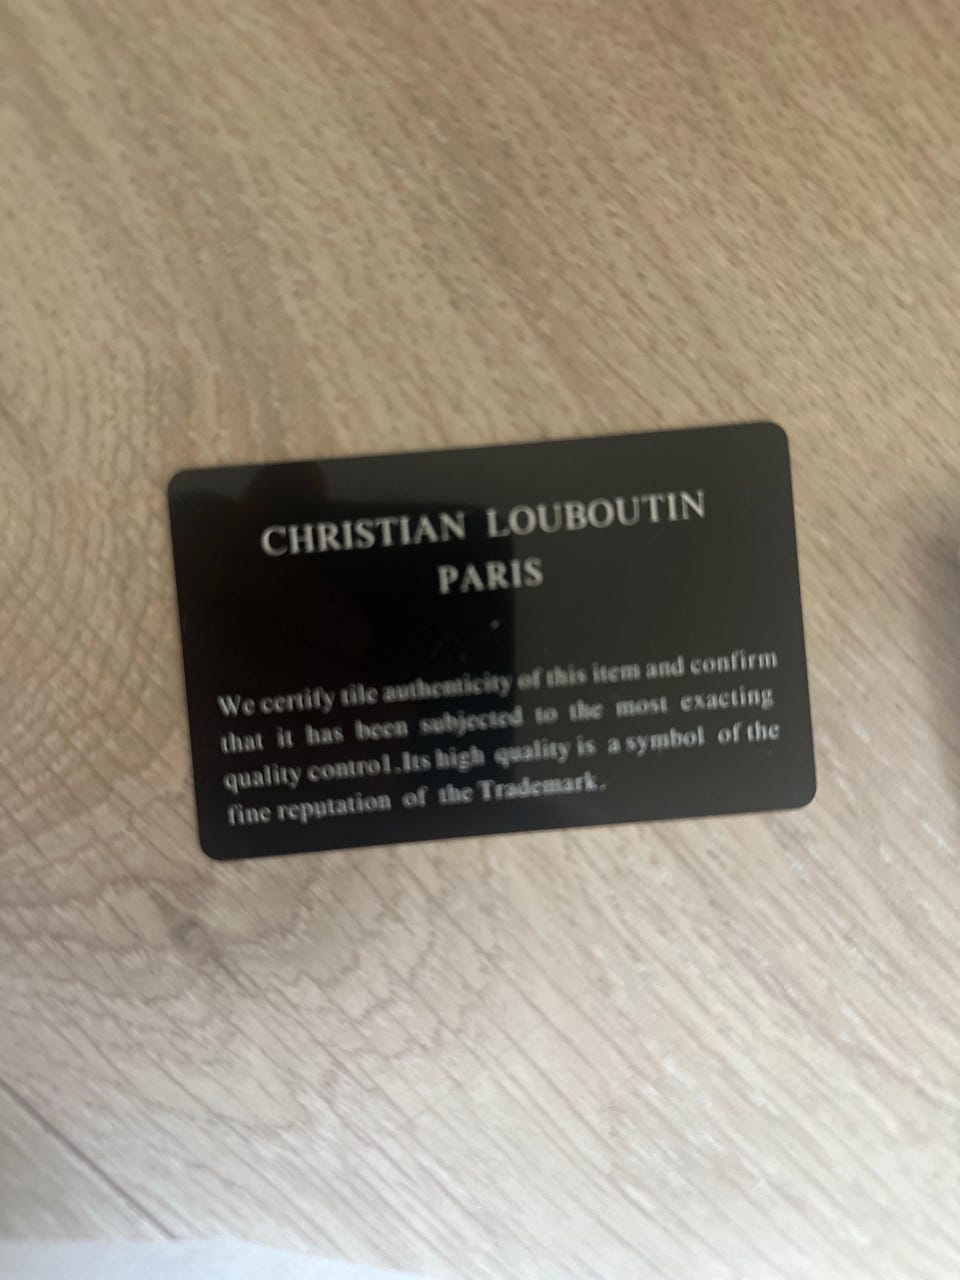 CHRISTIAN LOUBOUTIN
PARIS
We certify tile authenticity of this item and confirm
that it has been subjected to the most exacting
quality control.Its high quality is a symbol of the
fine reputation of the Trademark.